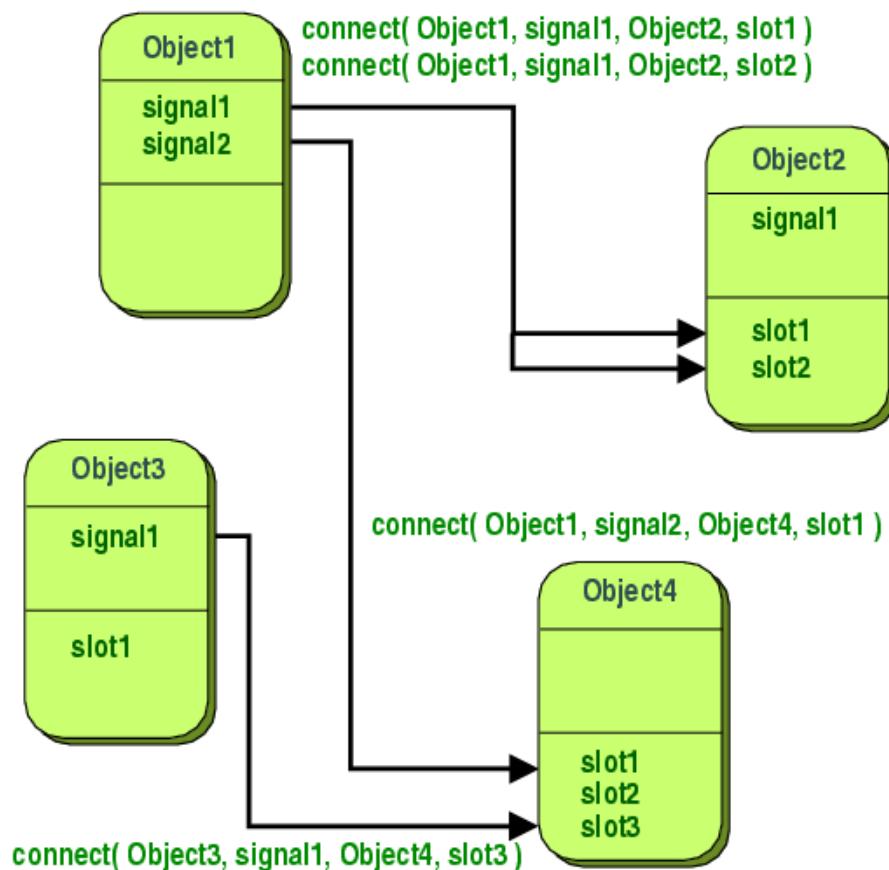 Object1
connect( Object1, signal1, Object2, slot1 )
connect( Object1, signal1, Object2, slot2 )
signal1
signal2
Object2
signal1
slot1
slot2
Object3
signal1
slot1
connect( Object1, signal2, Object4, slot1 )
Object4
slot1
slot2
slot3
connect( Object3, signal1, Object4, slot3 )